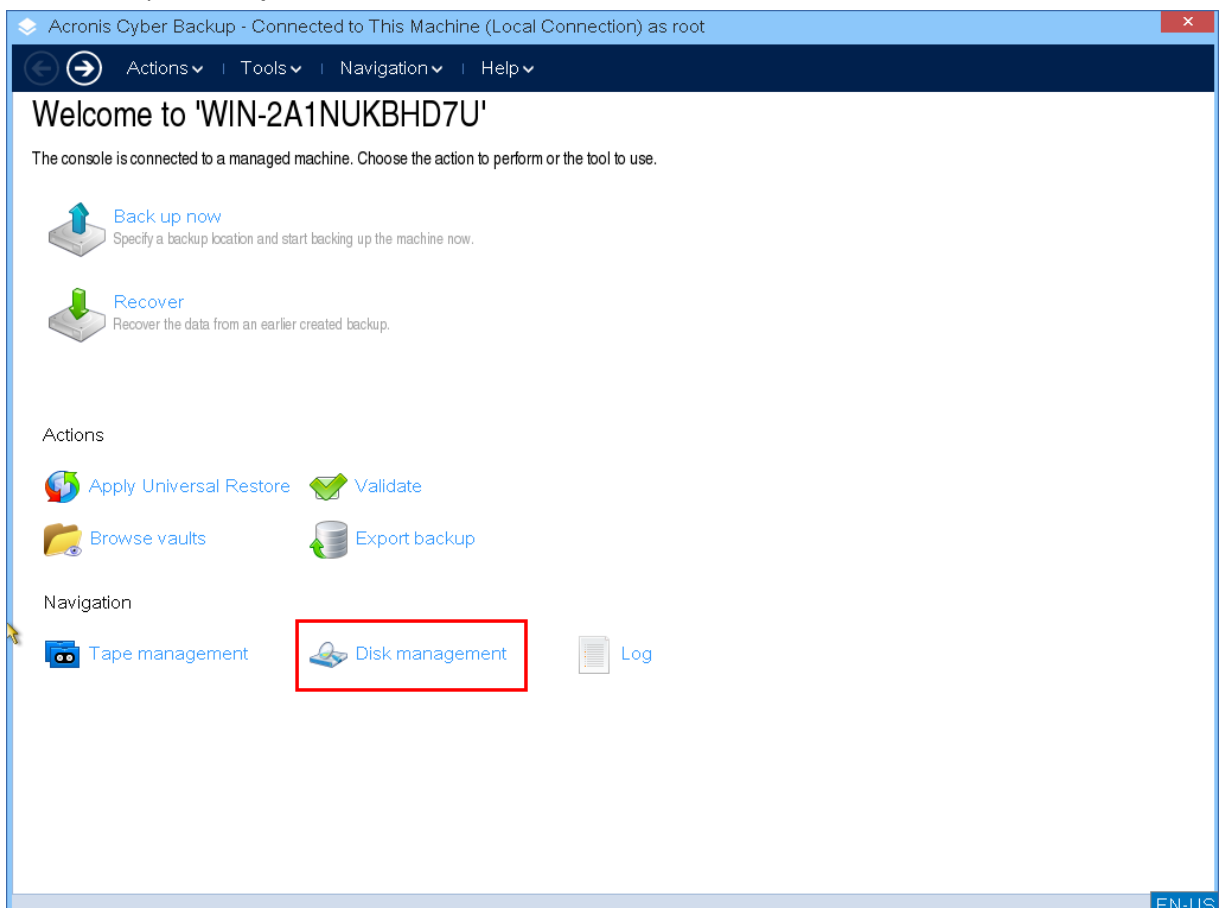 Acronis Cyber Backup - Connected to This Machine (Local Connection) as root
Actions | Tools | Navigation | Help
Welcome to 'WIN-2A1NUKBHD7U'
The console is connected to a managed machine. Choose the action to perform or the tool to use.
Back up now
Specify a backup location and start backing up the machine now.
Recover
Recover the data from an earlier created backup.
Actions
Apply Universal Restore
Validate
Browse vaults
Export backup
Navigation
Tape management
Disk management
Log
EN-US